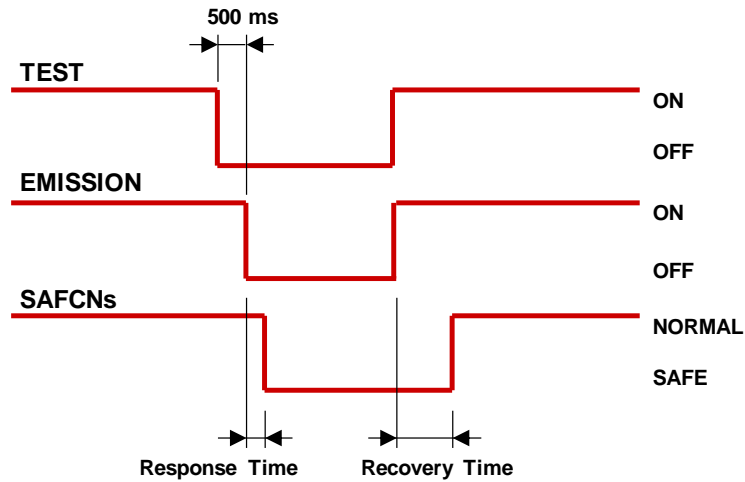 500 ms
TEST
ON
OFF
EMISSION
ON
OFF
SAFCNs
NORMAL
SAFE
Response Time
Recovery Time